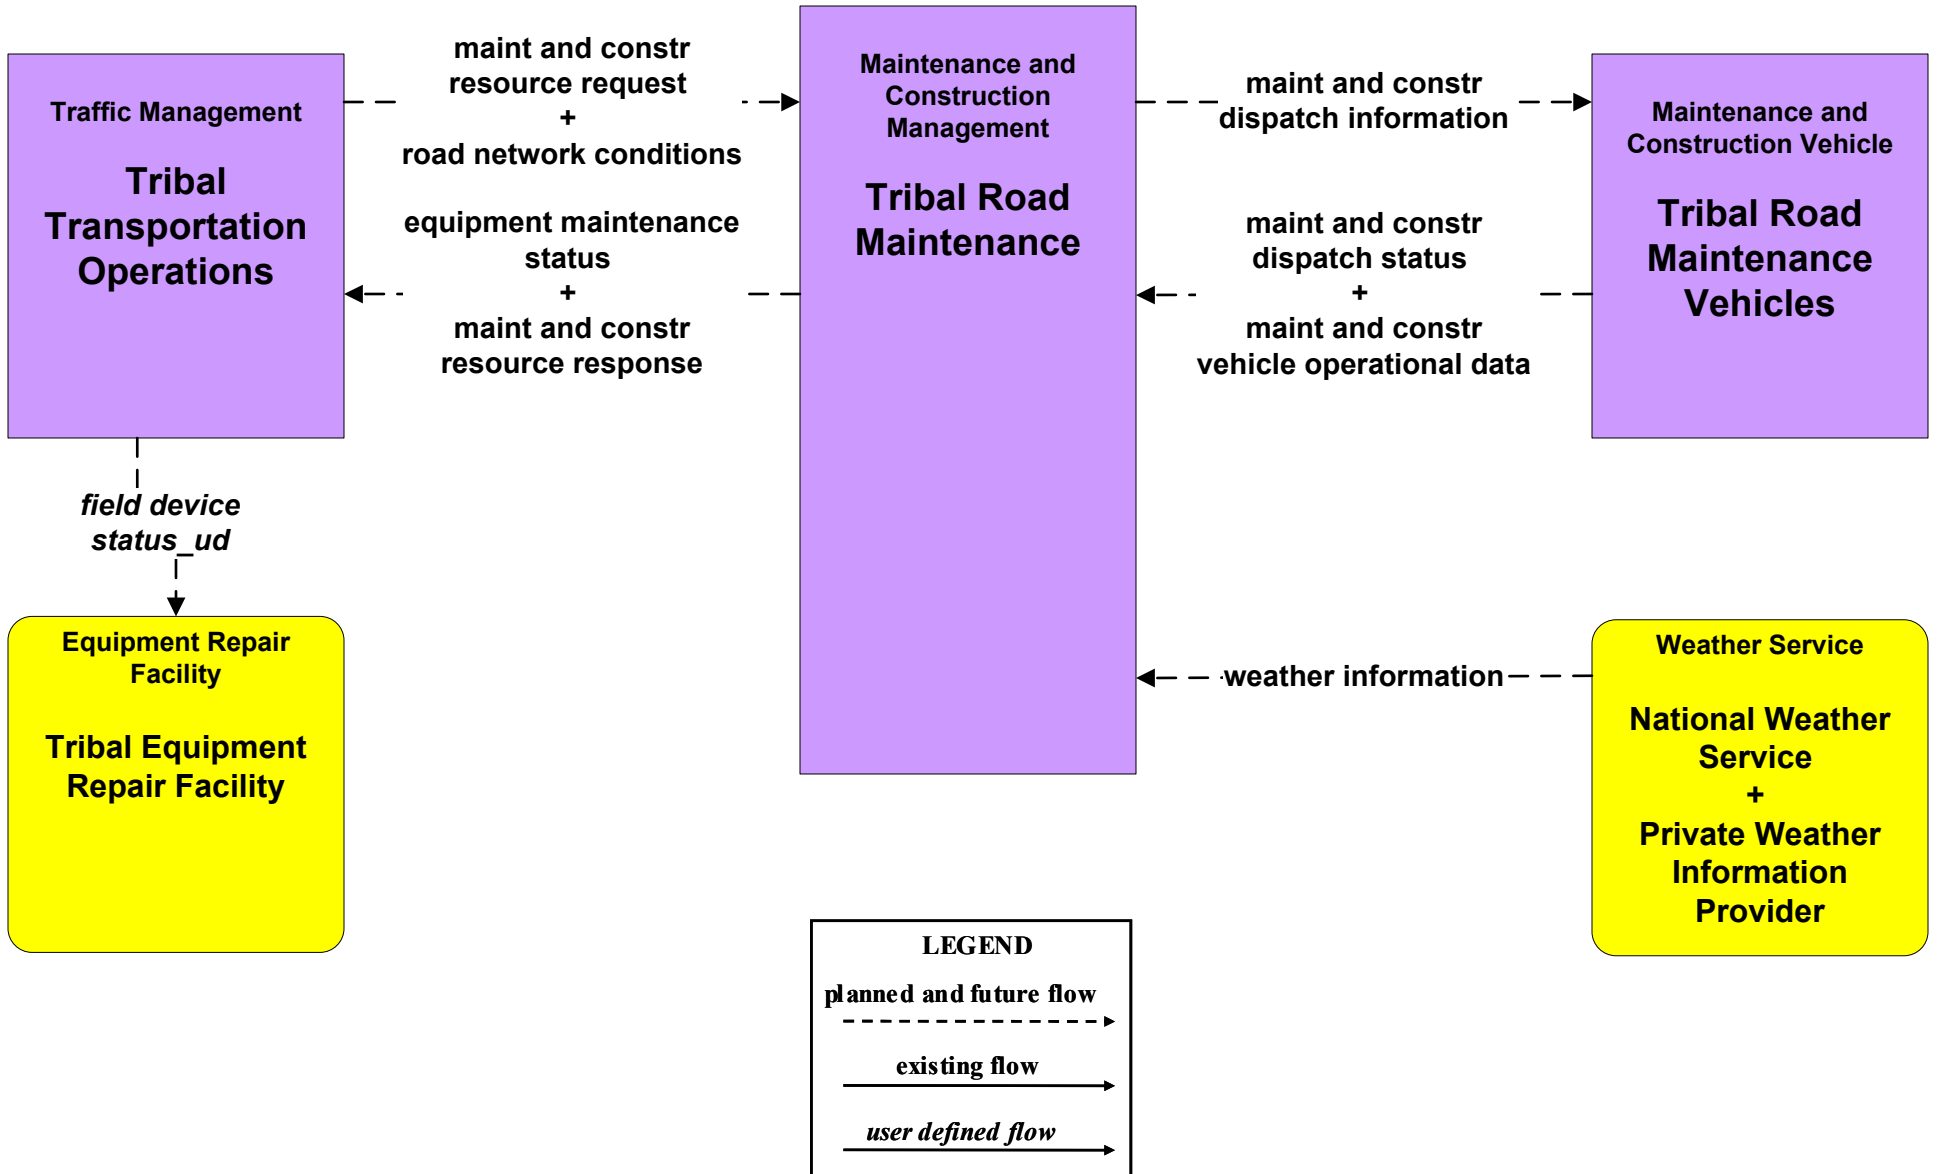 Traffic Management
Tribal
Transportation
Operations
maint and constr
resource request
+
road network conditions
equipment maintenance
status
+
maint and constr
resource response
Maintenance and
Construction
Management
Tribal Road
Maintenance
maint and constr
dispatch information
maint and constr
dispatch status
+
maint and constr
vehicle operational data
Maintenance and
Construction Vehicle
Tribal Road
Maintenance
Vehicles
field device
status_ud
Equipment Repair
Facility
Tribal Equipment
Repair Facility
weather information
Weather Service
National Weather
Service
+
Private Weather
Information
Provider
LEGEND
planned and future flow
existing flow
user defined flow